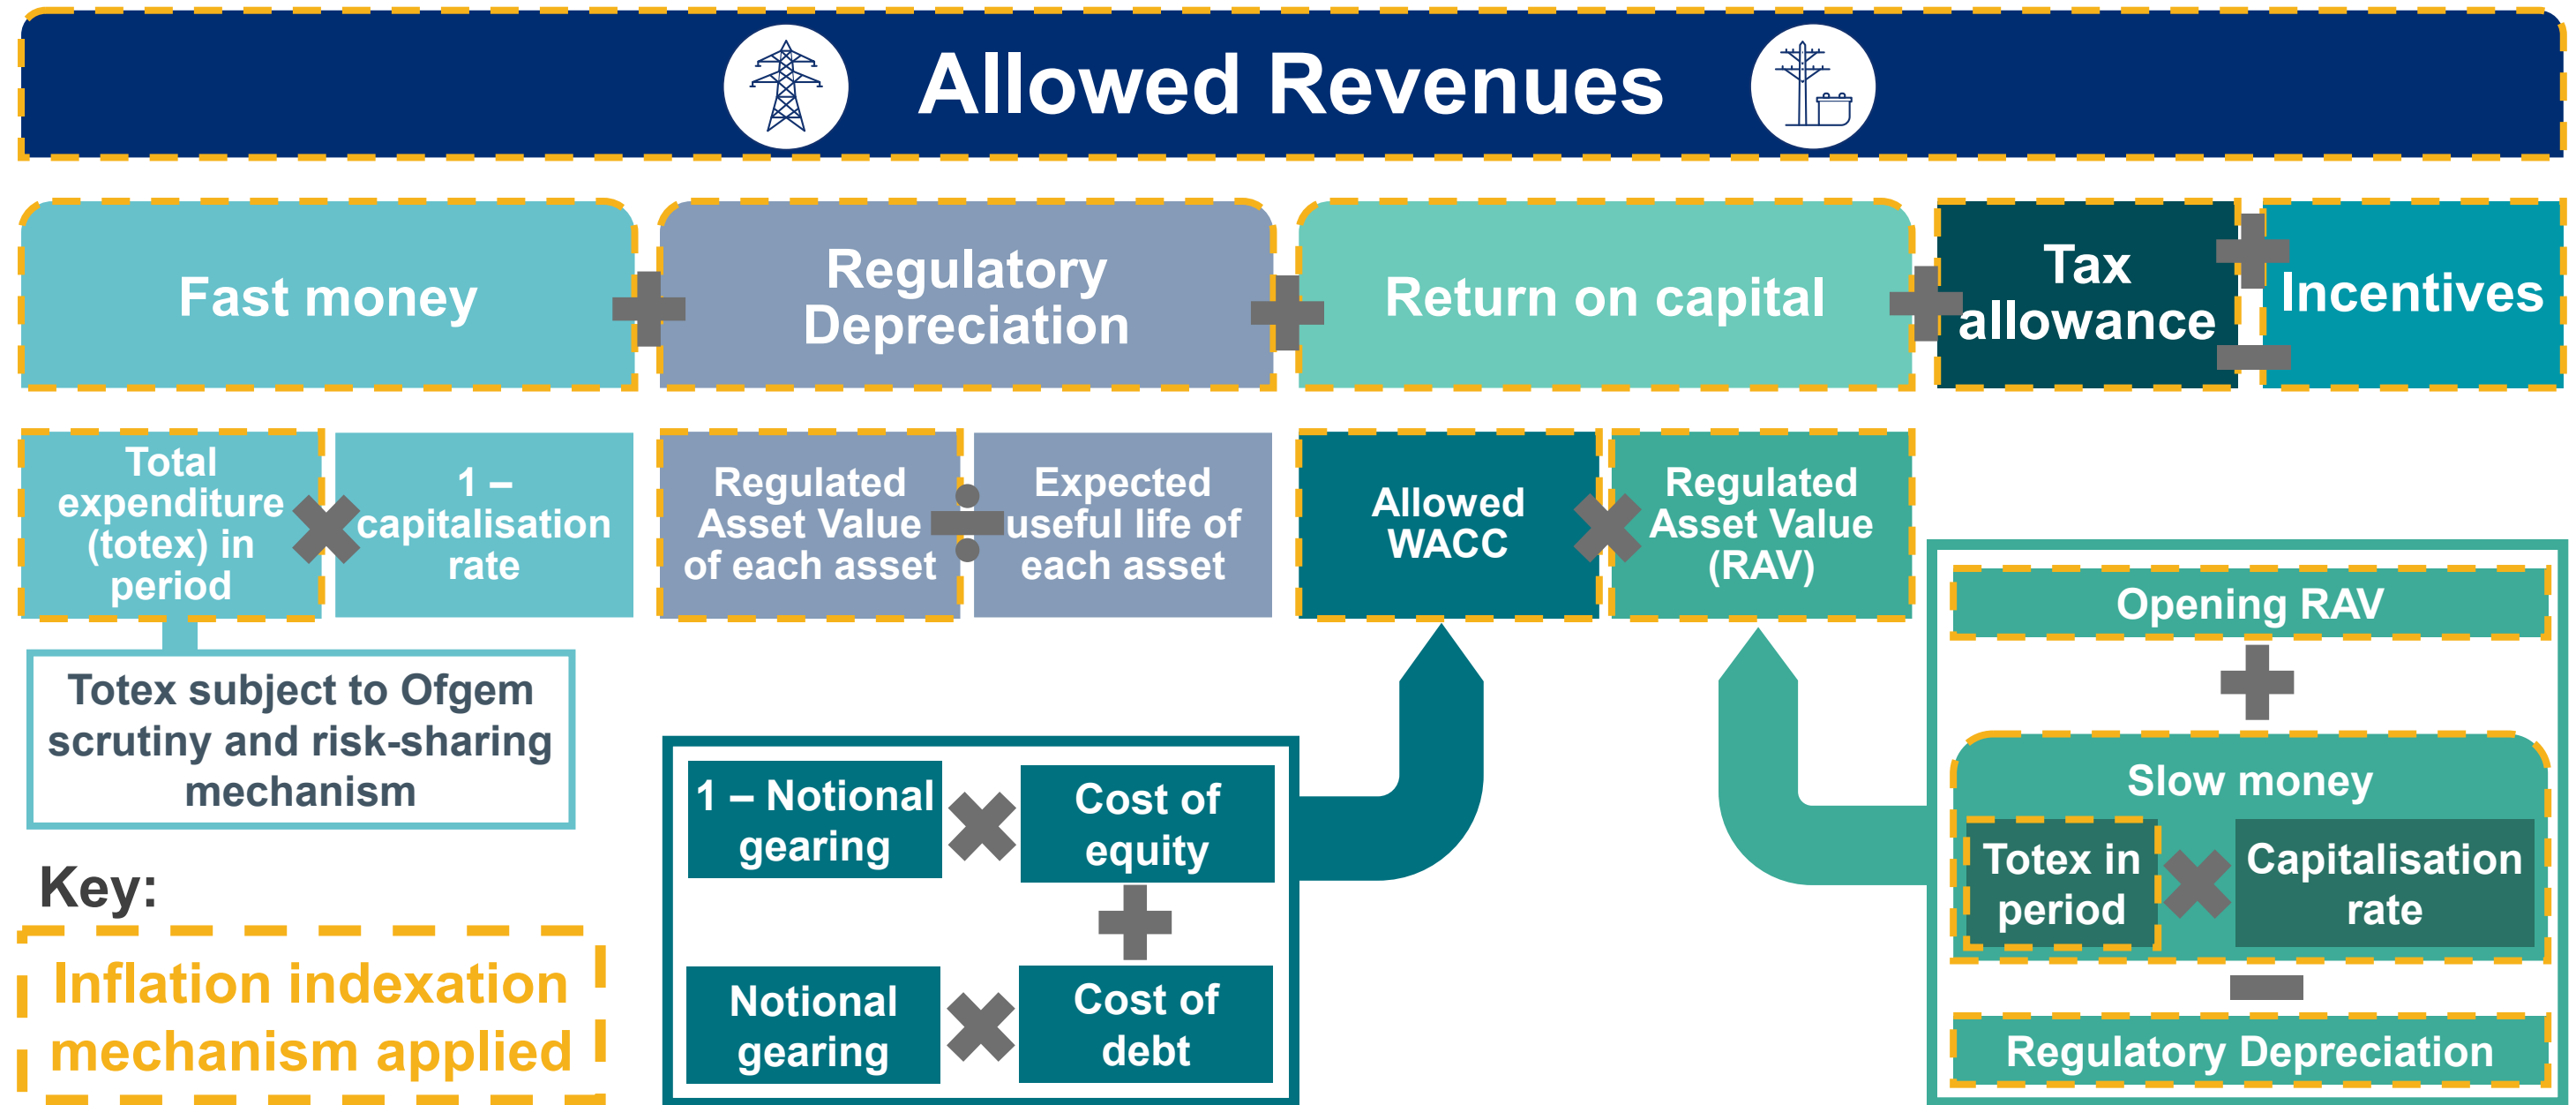 Allowed Revenues
Fast money
Regulatory
Depreciation
Return on capital
Tax
allowance
Incentives
Total
expenditure
(totex) in
period
1 –
capitalisation
rate
Regulated
Asset Value
of each asset
Expected
useful life of
each asset
Allowed
WACC
Regulated
Asset Value
(RAV)
Totex subject to Ofgem
scrutiny and risk-sharing
mechanism
Key:
Inflation indexation
mechanism applied
1 – Notional
gearing
Cost of
equity
Notional
gearing
Cost of
debt
Opening RAV
Slow money
Totex in
period
Capitalisation
rate
Regulatory Depreciation